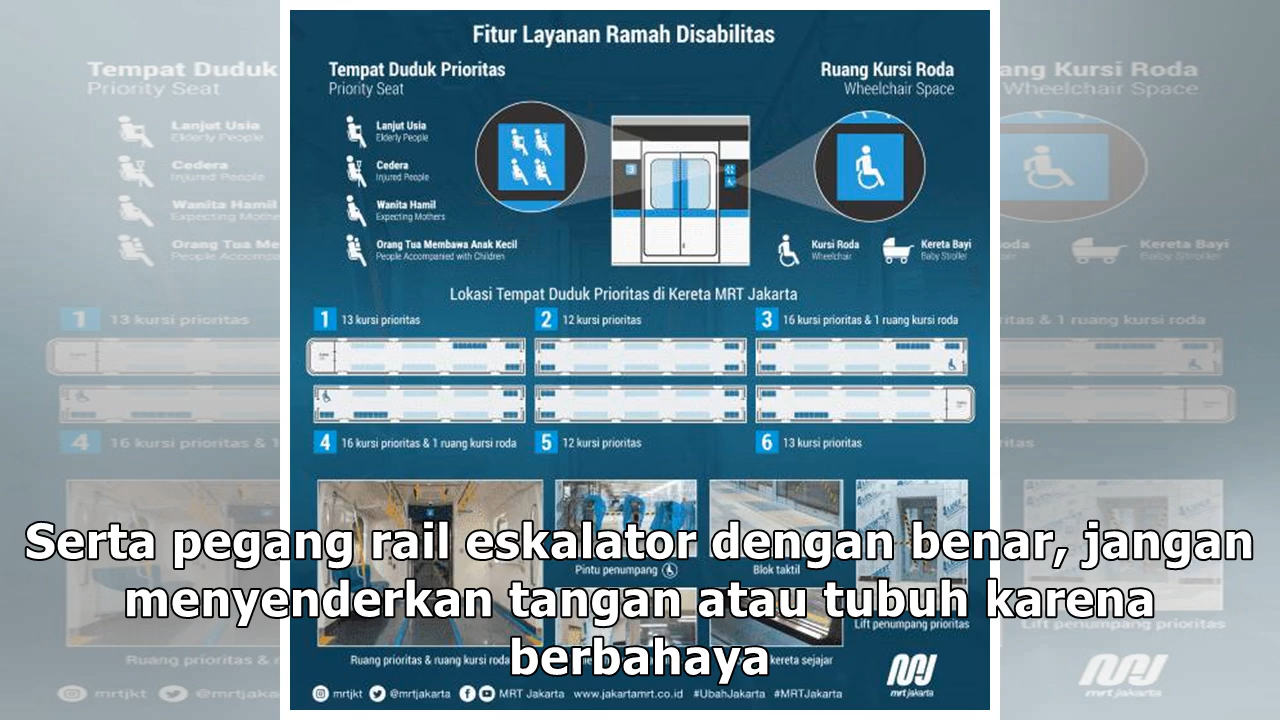 Fitur Layanan Ramah Disabilitas
Tempat Duduk Prioritas
Priority Seat
Ruang Kursi Roda
Wheelchair Space
Lanjut Usia
Elderly People
Cedera
Injured People
Wanita Hamil
Expecting Mothers
Orang Tua Membawa Anak Kecil
People Accompanied with Children
Kursi Roda
Wheelchair
Kereta Bayi
Baby Stroller
Lokasi Tempat Duduk Prioritas di Kereta MRT Jakarta
1 13 kursi prioritas
2 12 kursi prioritas
3 16 kursi prioritas & 1 ruang kursi roda
4 16 kursi prioritas & 1 ruang kursi roda
5 12 kursi prioritas
6 13 kursi prioritas
Pintu penumpang
Blok taktil
Lift penumpang prioritas
Ruang prioritas & ruang kursi roda
kereta sejajar
Serta pegang rail eskalator dengan benar, jangan
menyenderkan tangan atau tubuh karena
berbahaya
mrtjkt @mrtjakarta MRT Jakarta www.jakartamrt.co.id #UbahJakarta #MRTJakarta
mrt jakarta